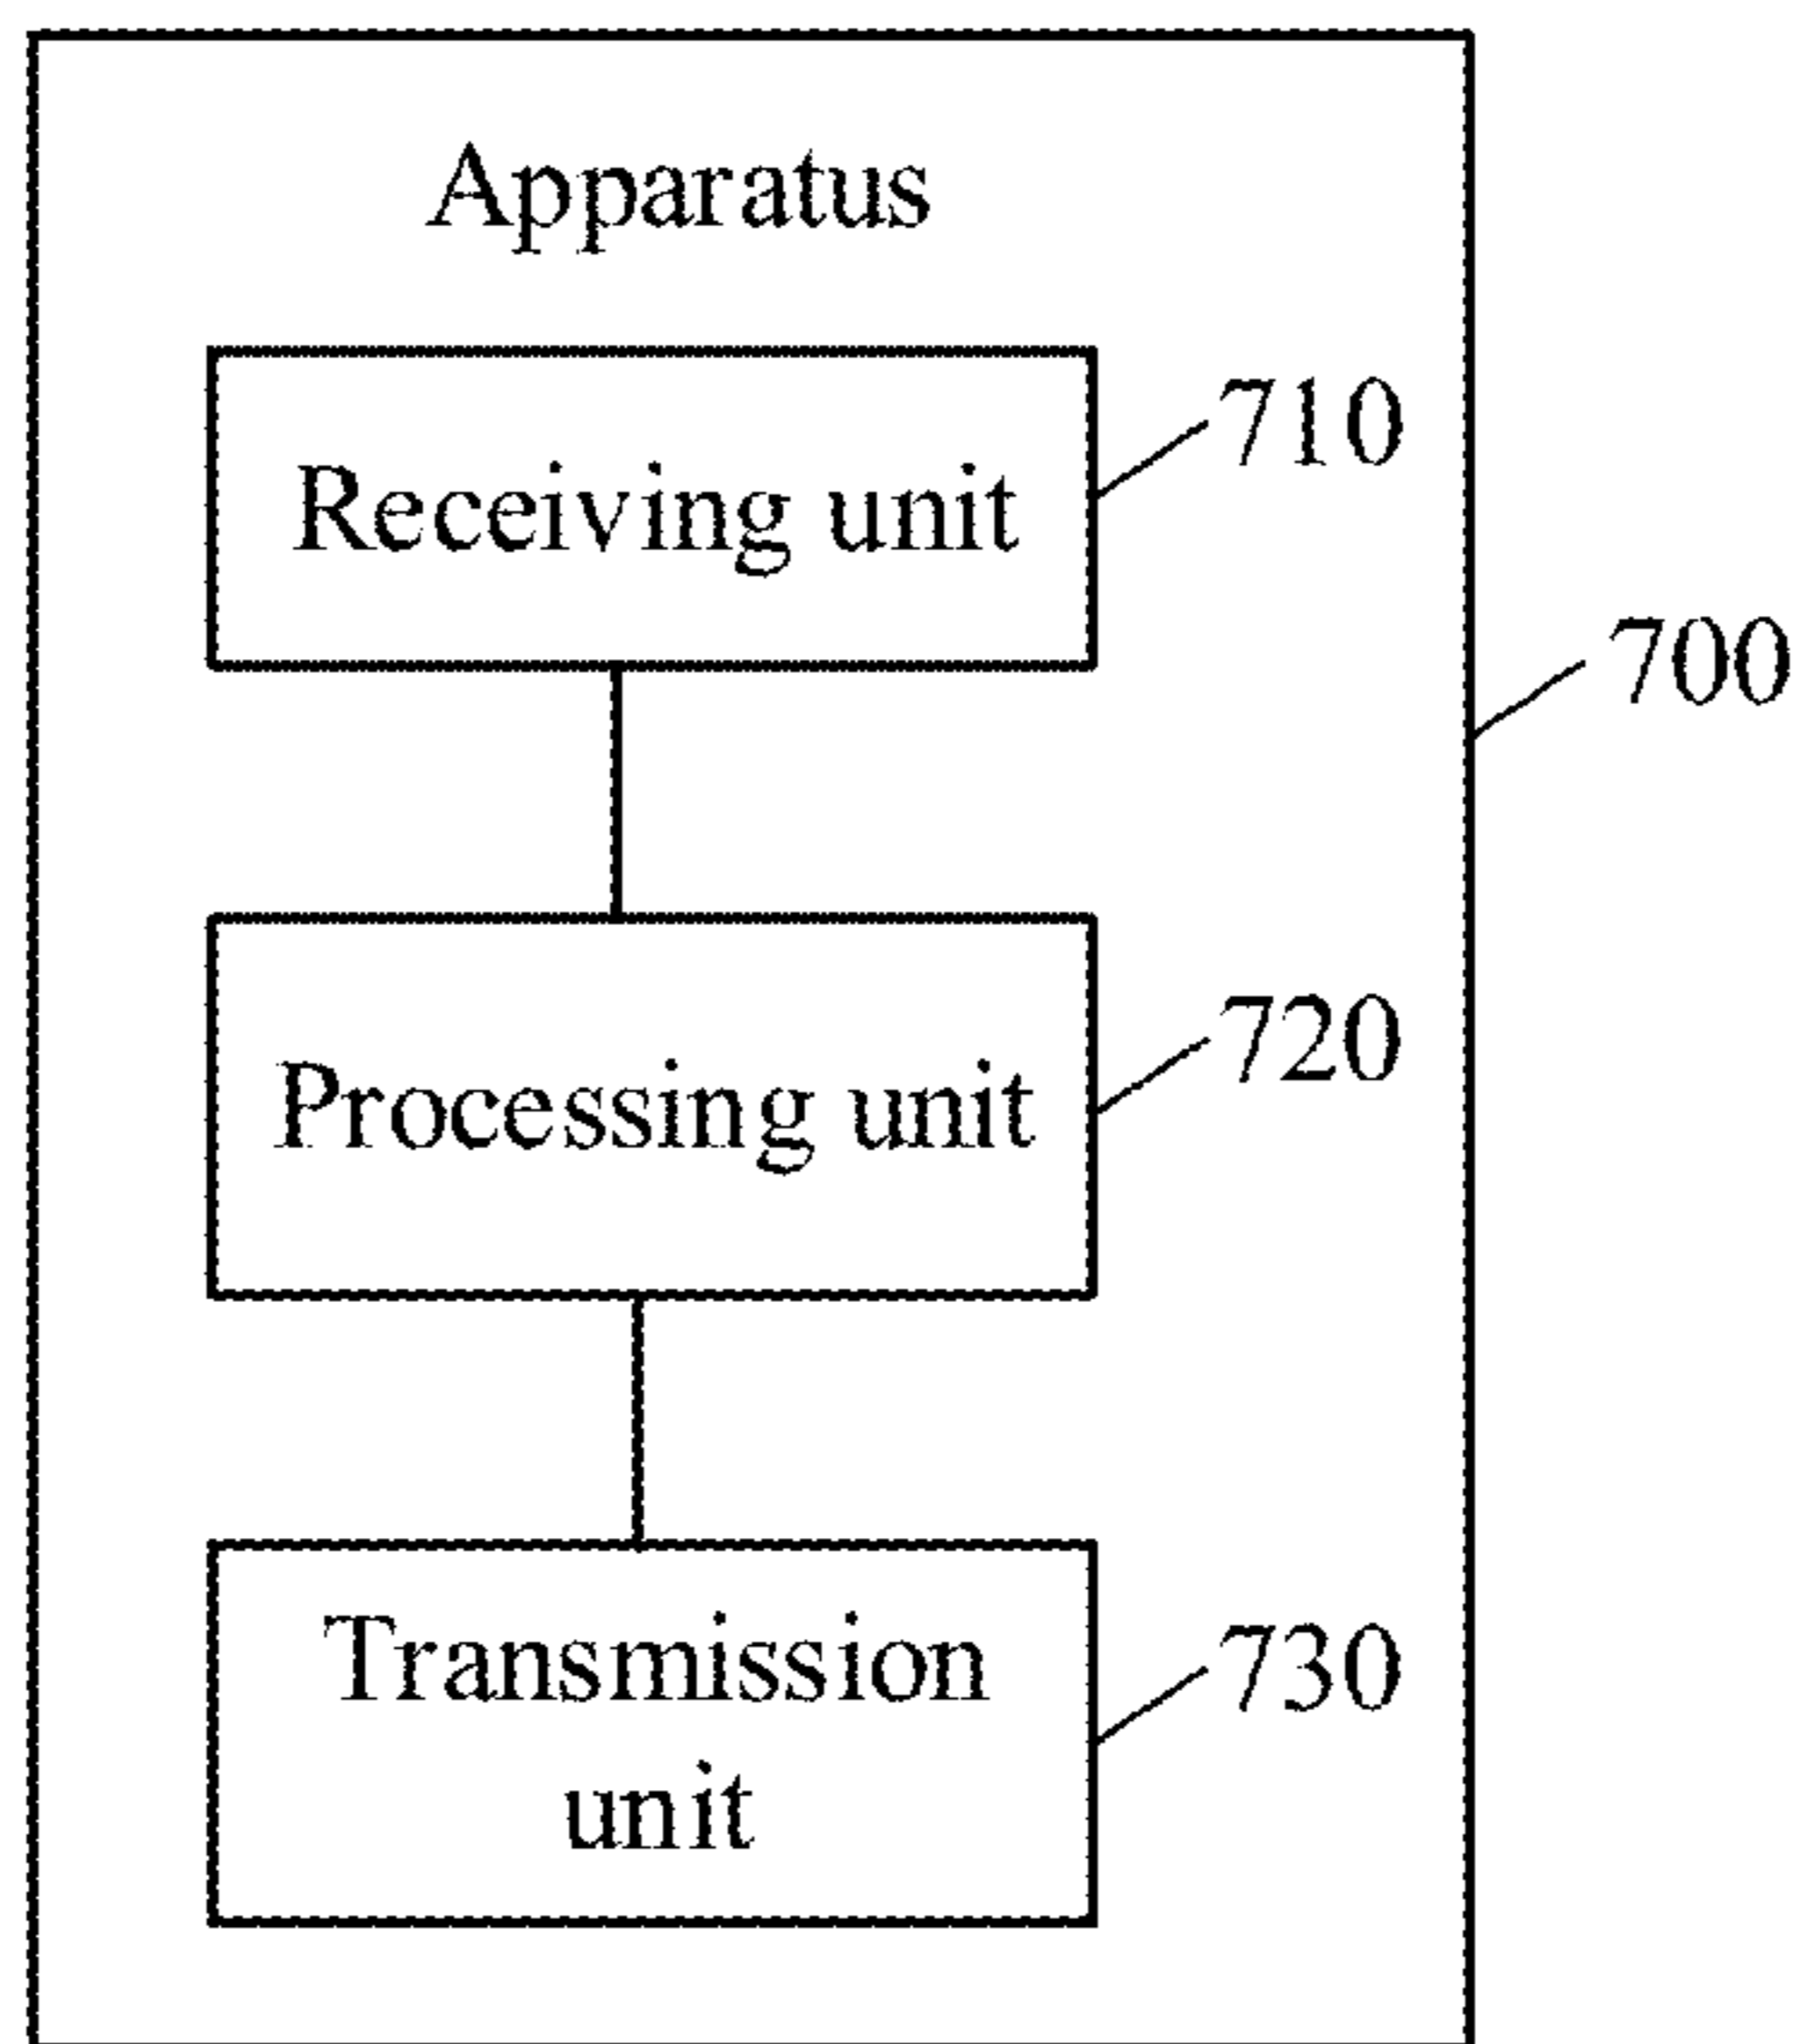 Apparatus
Receiving unit
710
700
Processing unit
720
Transmission
unit
730